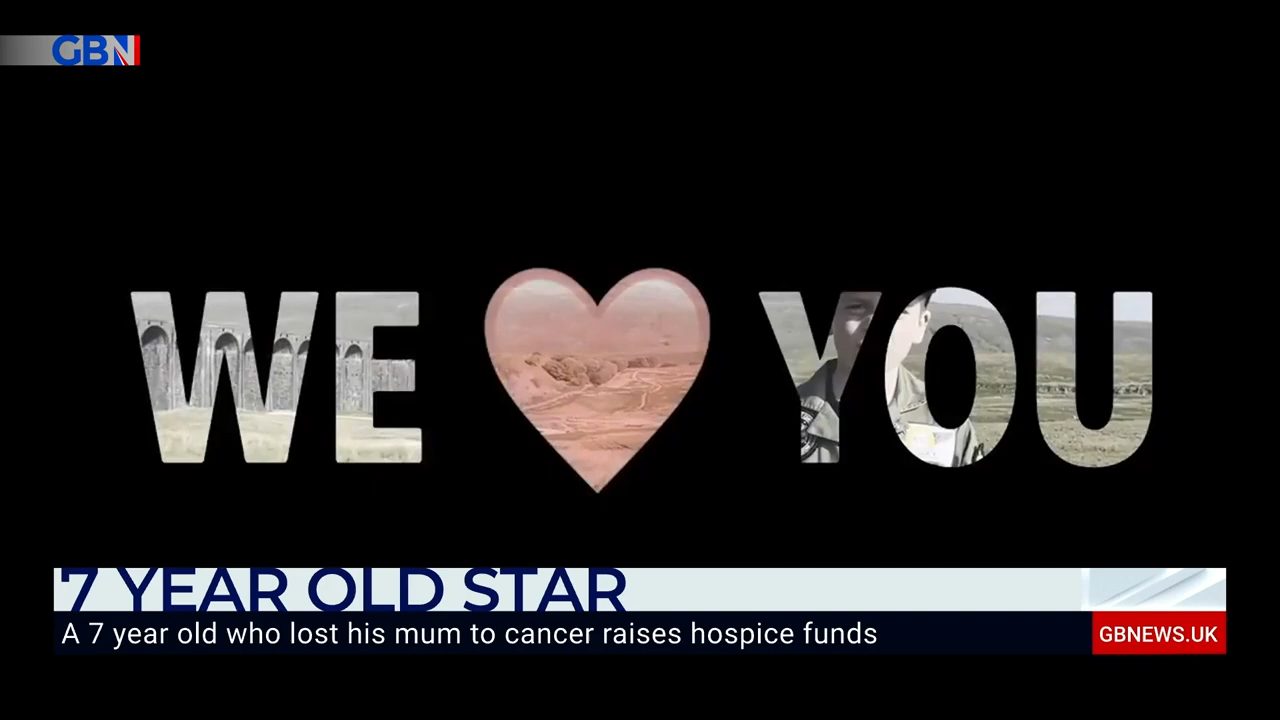 GBN
WE ❤ YOU
7 YEAR OLD STAR
A 7 year old who lost his mum to cancer raises hospice funds
GBNEWS.UK